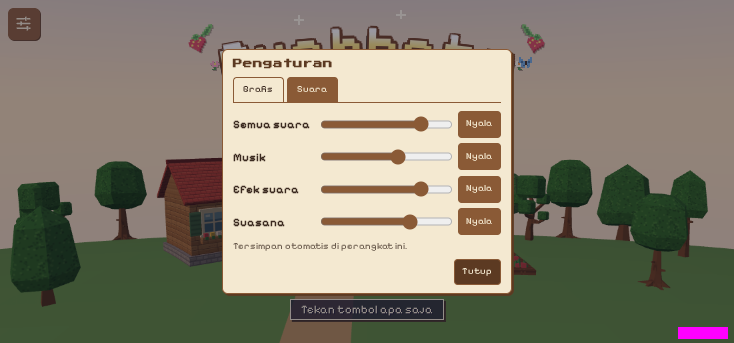 Pengaturan
Grafis Suara
Semua suara Nyala
Musik Nyala
Efek suara Nyala
Suasana Nyala
Tersimpan otomatis di perangkat ini.
Tutup
Tekan tombol apa saja